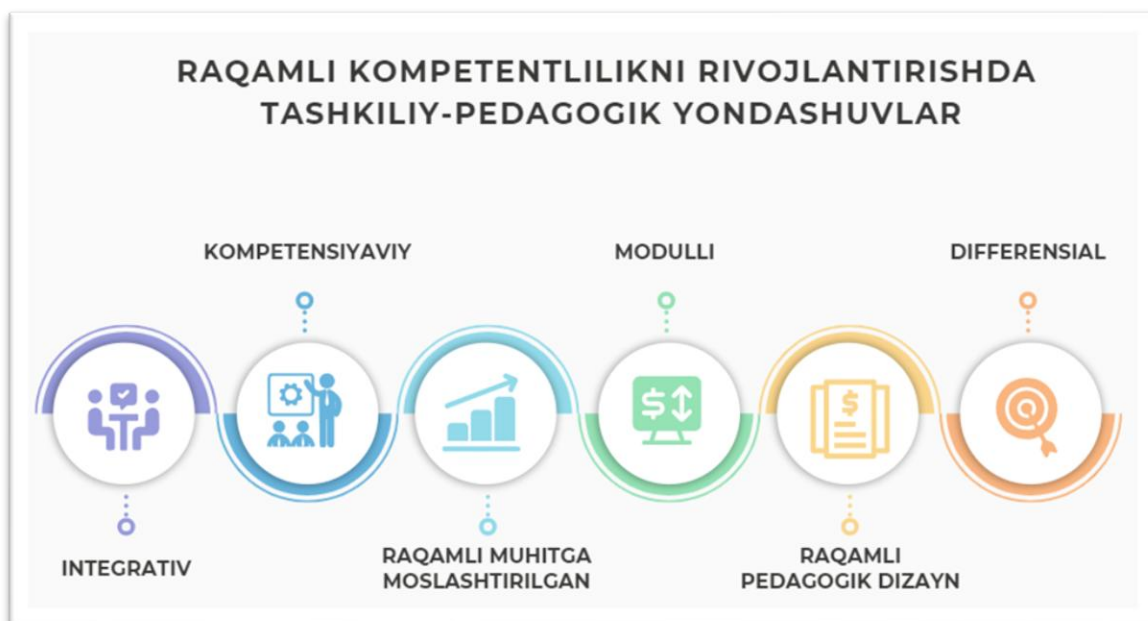 RAQAMLI KOMPETENTLILIKNI RIVOJLANTIRISHDA
TASHKILIY-PEDAGOGIK YONDASHUVLAR
KOMPETENSIYAVIY
MODULLI
DIFFERENSIAL
INTEGRATIV
RAQAMLI MUHITGA
MOSLASHTIRILGAN
RAQAMLI
PEDAGOGIK DIZAYN